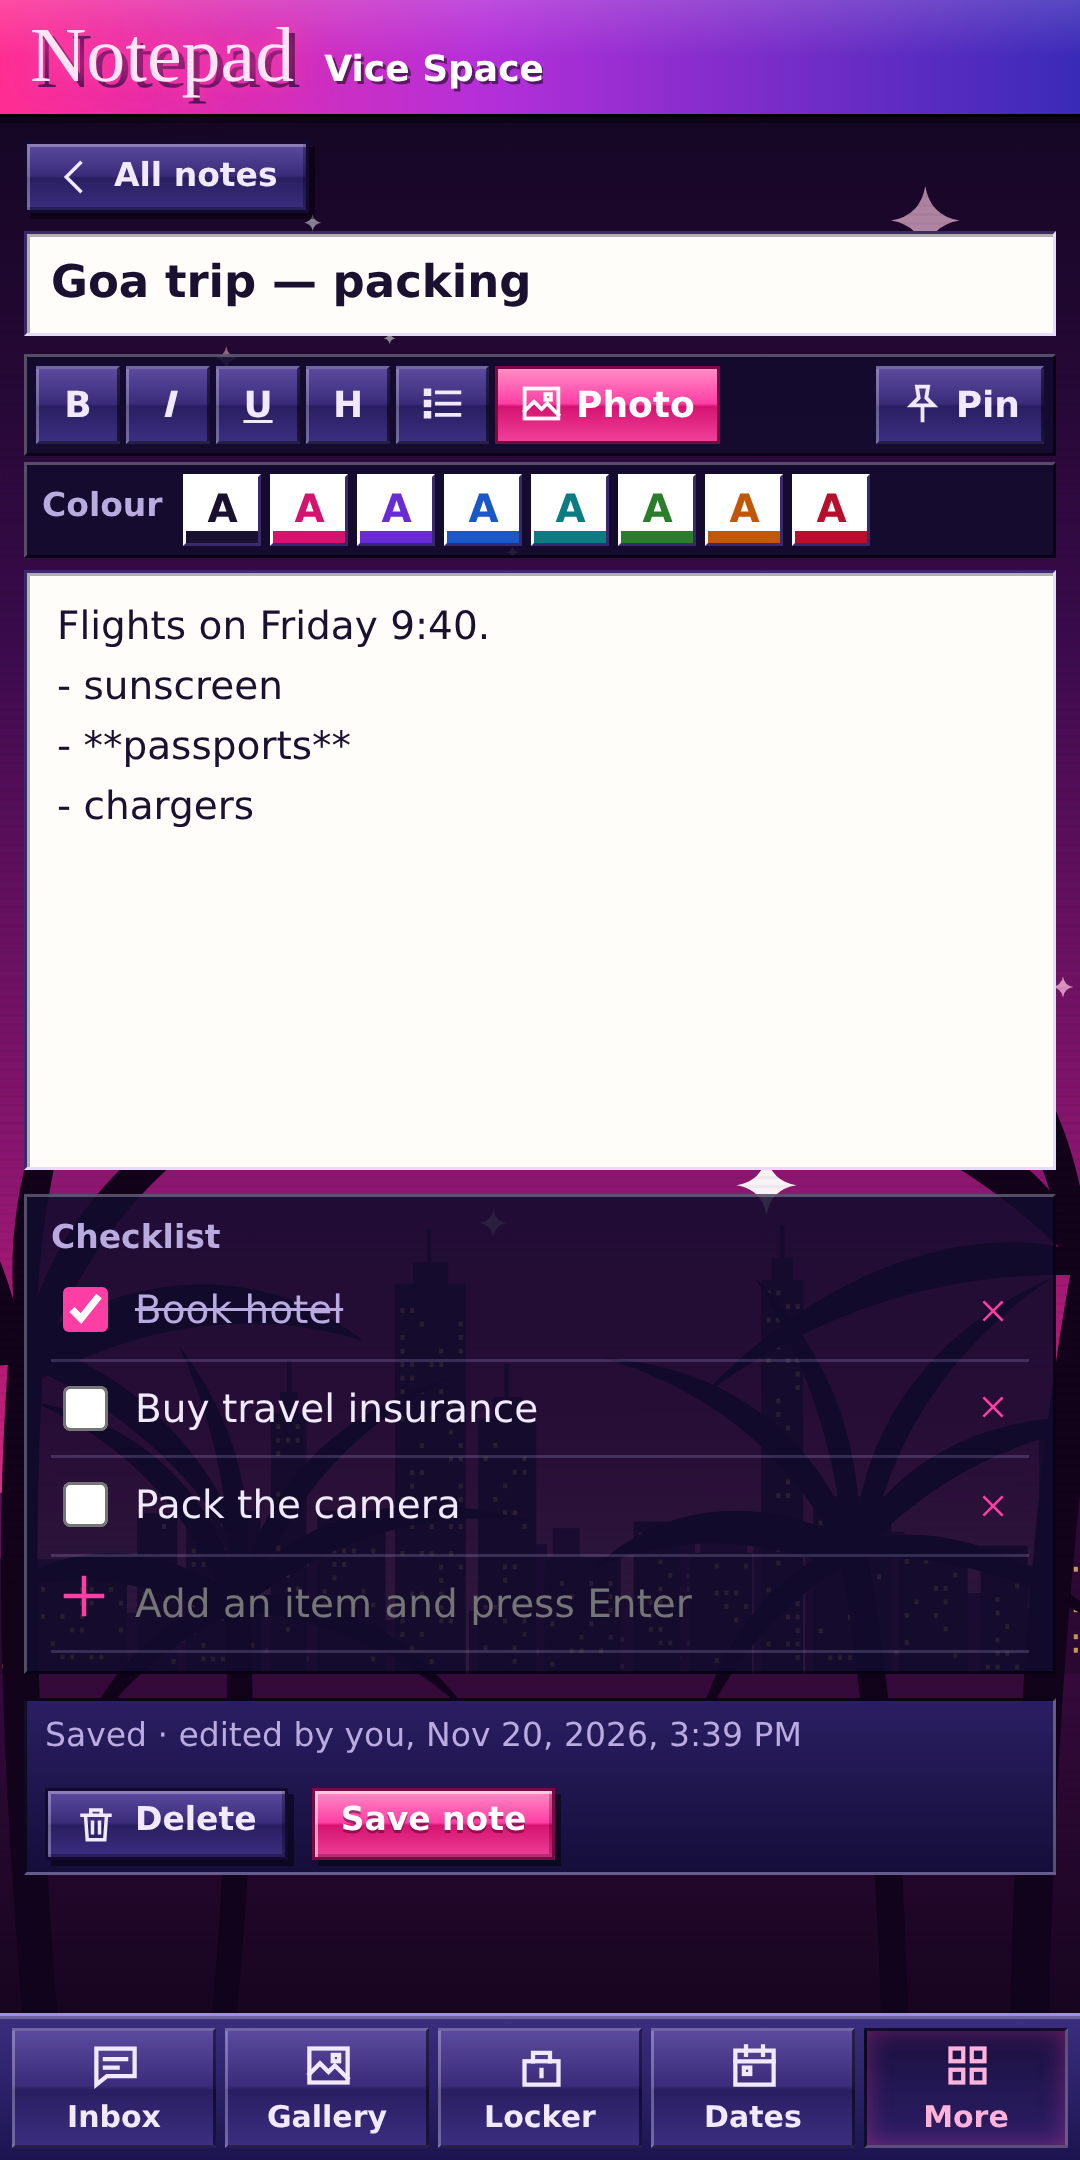 Notepad Vice Space
All notes
Goa trip — packing
B I U H Photo Pin
Colour A A A A A A A A
Flights on Friday 9:40.
- sunscreen
- **passports**
- chargers
Checklist
Book hotel
Buy travel insurance
Pack the camera
Add an item and press Enter
Saved · edited by you, Nov 20, 2026, 3:39 PM
Delete Save note
Inbox Gallery Locker Dates More